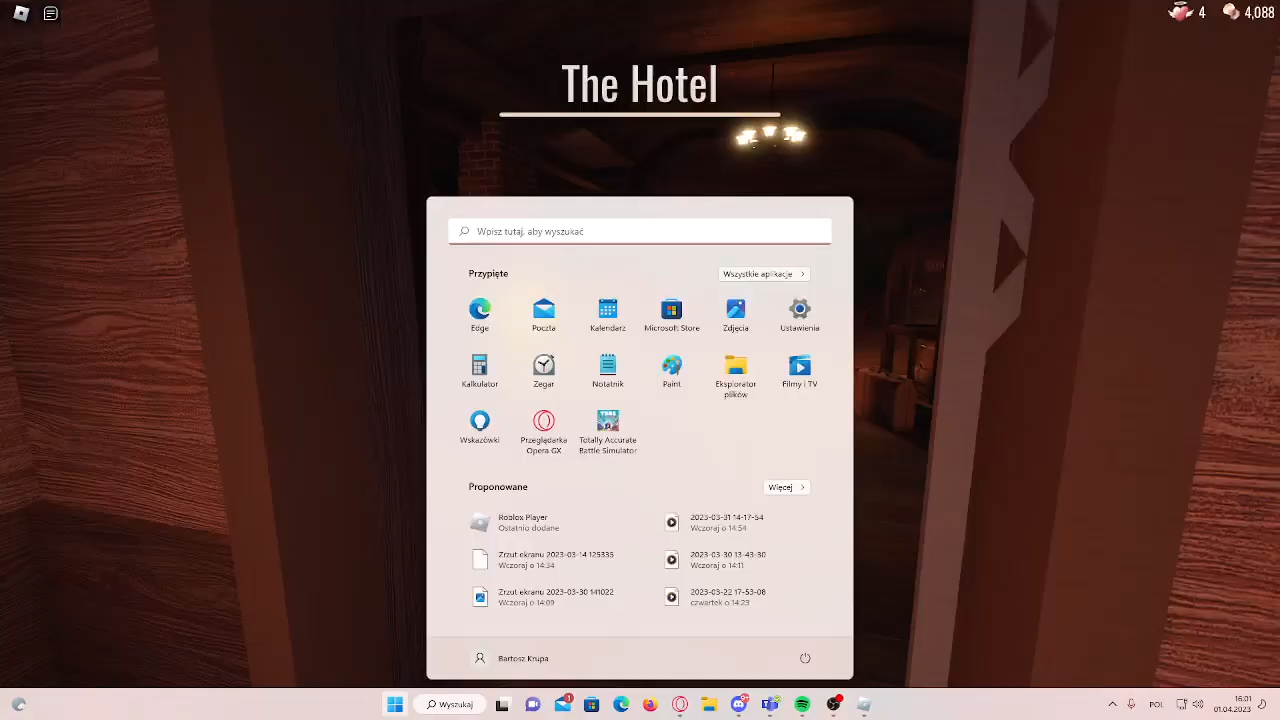 4
4,088
The Hotel
Wpisz tutaj, aby wyszukać
Przypięte
Wszystkie aplikacje
Edge
Poczta
Kalendarz
Microsoft Store
Zdjęcia
Ustawienia
Kalkulator
Zegar
Notatnik
Paint
Eksplorator
plików
Filmy i TV
Wskazówki
Przeglądarka
Opera GX
Totally Accurate
Battle Simulator
Proponowane
Więcej
Roblox Player
Ostatnio dodane
2023-03-31 14-17-54
Wczoraj o 14:54
Zrzut ekranu 2023-03-14 125335
Wczoraj o 14:34
2023-03-30 13-43-30
Wczoraj o 14:11
Zrzut ekranu 2023-03-30 141022
Wczoraj o 14:09
2023-03-22 17-53-08
czwartek o 14:23
Bartosz Krupa
Wyszukaj
1
9+
POL
16:01
01.04.2023